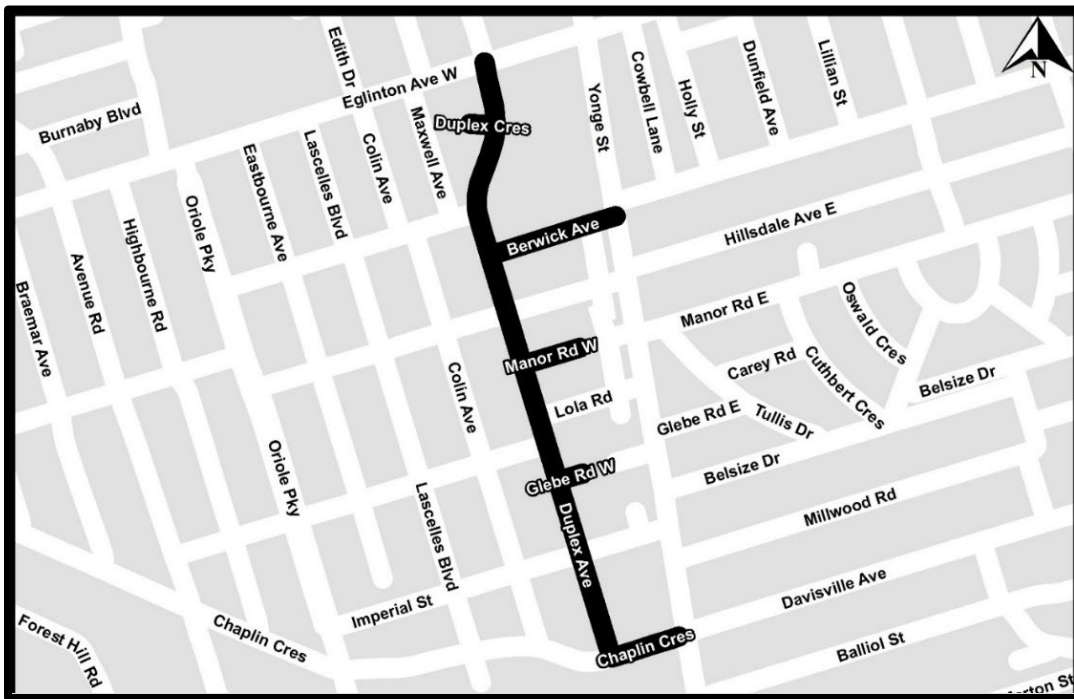 Edith Dr
Eglinton Ave W
Burnaby Blvd
Duplex Cres
Maxwell Ave
Colin Ave
Lascelles Blvd
Eastbourne Ave
Oriole Pky
Highbourne Rd
Avenue Rd
Braemar Ave
Yonge St
Cowbell Lane
Holly St
Dunfield Ave
Lillian St
N
Berwick Ave
Hillsdale Ave E
Manor Rd E
Manor Rd W
Oswald Cres
Carey Rd
Cuthbert Cres
Belsize Dr
Colin Ave
Lola Rd
Glebe Rd E
Tullis Dr
Oriole Pky
Glebe Rd W
Belsize Dr
Lascelles Blvd
Duplex Ave
Millwood Rd
Imperial St
Davisville Ave
Chaplin Cres
Chaplin Cres
Balliol St
Forest Hill Rd